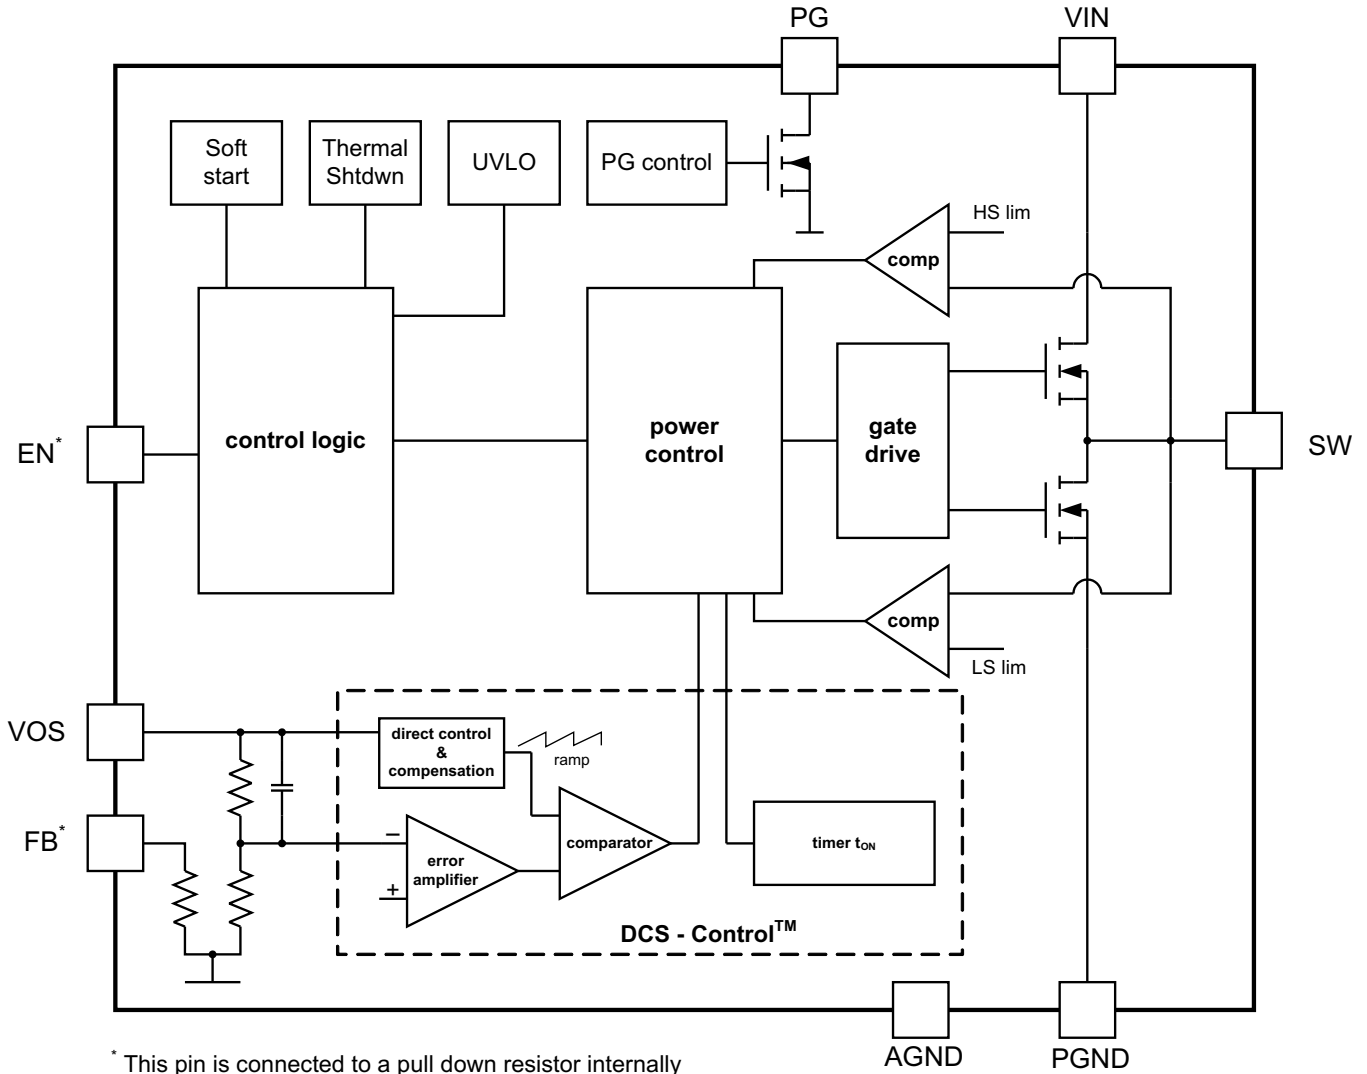 PG
VIN
Soft
start
Thermal
Shtdwn
UVLO
PG control
HS lim
comp
control logic
power
control
gate
drive
EN*
SW
comp
LS lim
VOS
direct control
&
compensation
ramp
FB*
−
error
amplifier
+
comparator
timer tON
DCS - Control™
AGND
PGND
* This pin is connected to a pull down resistor internally